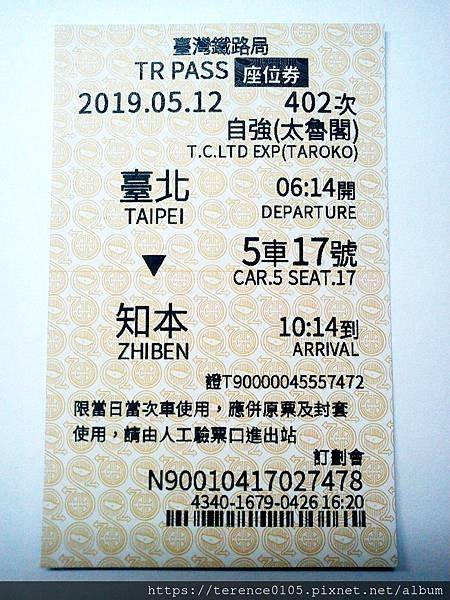 臺灣鐵路局
TR PASS 座位券
2019.05.12 402次
自強(太魯閣)
T.C.LTD EXP(TAROKO)
臺北 06:14開
TAIPEI DEPARTURE
5車17號
CAR.5 SEAT.17
知本 10:14到
ZHIBEN ARRIVAL
證T90000045557472
限當日當次車使用，應併原票及封套
使用，請由人工驗票口進出站
訂劃會
N90010417027478
4340-1679-0426 16:20
https://terence0105.pixnet.net/album